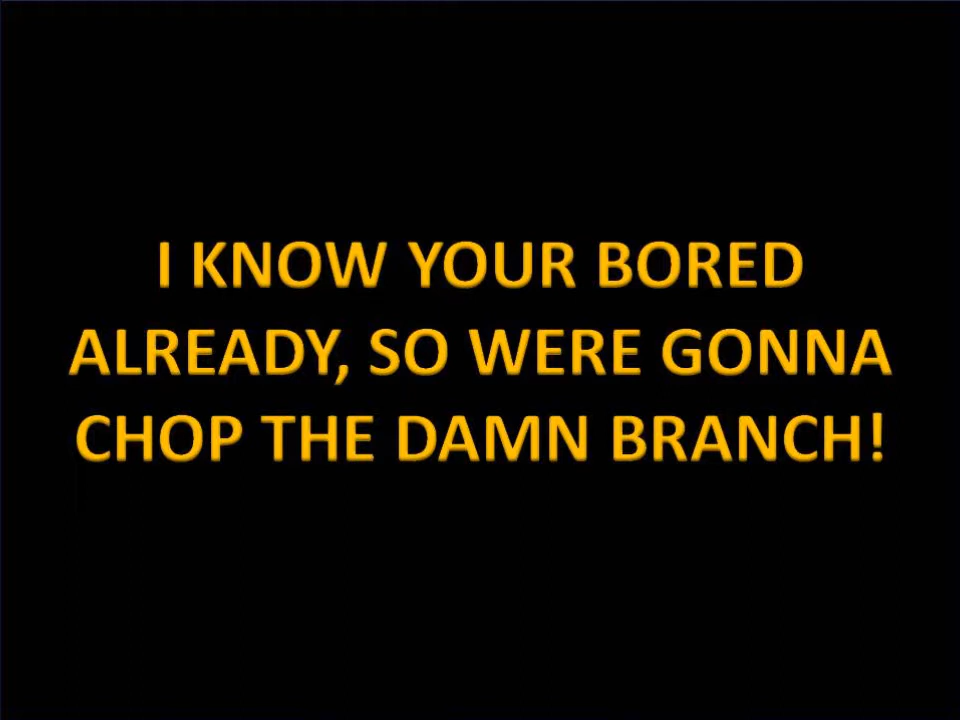 I KNOW YOUR BORED
ALREADY, SO WERE GONNA
CHOP THE DAMN BRANCH!